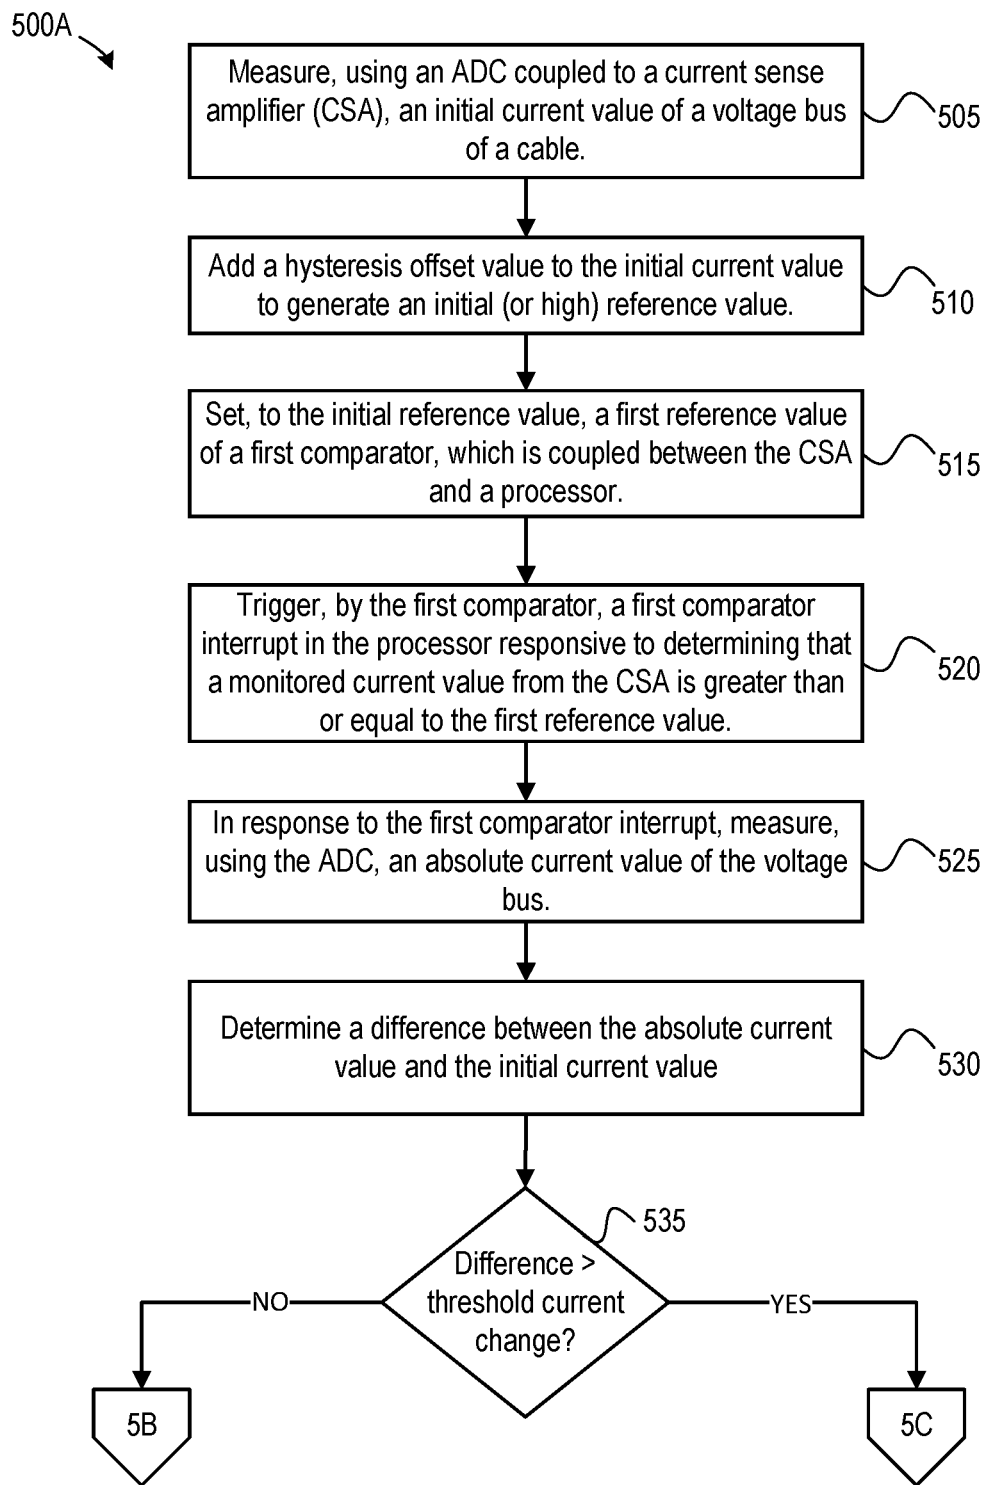 500A
Measure, using an ADC coupled to a current sense
amplifier (CSA), an initial current value of a voltage bus
of a cable.
505
Add a hysteresis offset value to the initial current value
to generate an initial (or high) reference value.
510
Set, to the initial reference value, a first reference value
of a first comparator, which is coupled between the CSA
and a processor.
515
Trigger, by the first comparator, a first comparator
interrupt in the processor responsive to determining that
a monitored current value from the CSA is greater than
or equal to the first reference value.
520
In response to the first comparator interrupt, measure,
using the ADC, an absolute current value of the voltage
bus.
525
Determine a difference between the absolute current
value and the initial current value
530
535
Difference >
threshold current
change?
NO
YES
5B
5C